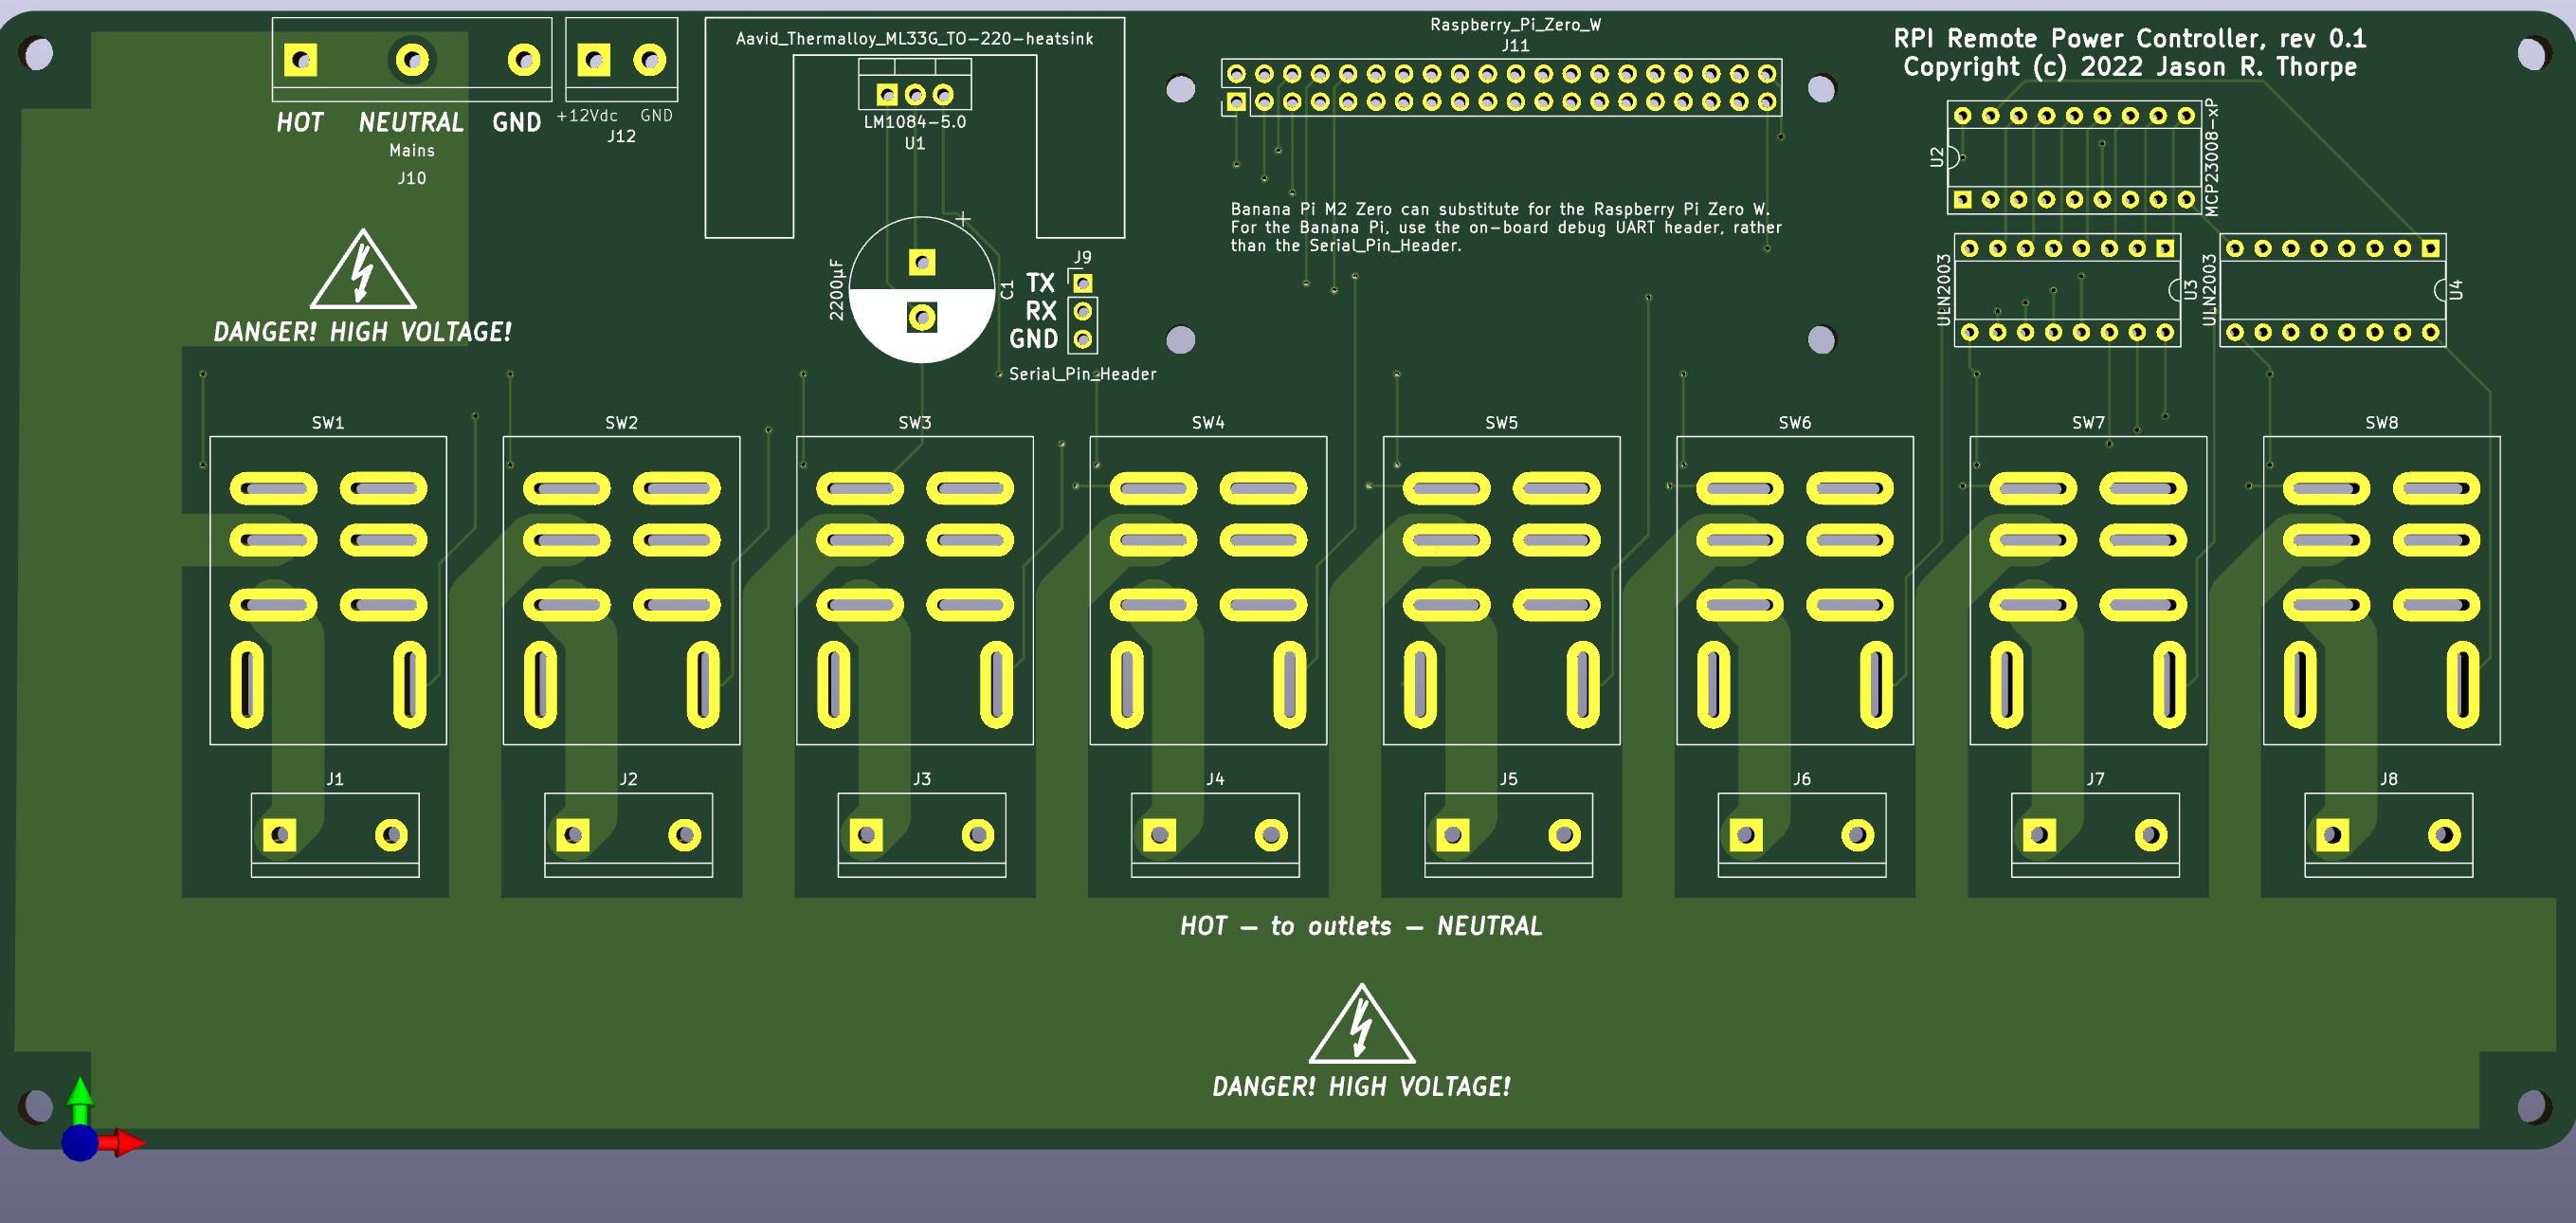 Aavid_Thermalloy_ML33G_TO-220-heatsink
Raspberry_Pi_Zero_W
J11
RPI Remote Power Controller, rev 0.1
Copyright (c) 2022 Jason R. Thorpe
HOT NEUTRAL GND
Mains
J10
+12Vdc GND
J12
LM1084-5.0
U1
U2
MCP23008-xP
Banana Pi M2 Zero can substitute for the Raspberry Pi Zero W.
For the Banana Pi, use the on-board debug UART header, rather
than the Serial_Pin_Header.
DANGER! HIGH VOLTAGE!
2200µF
C1
J9
TX
RX
GND
Serial_Pin_Header
ULN2003
U3
ULN2003
U4
SW1 SW2 SW3 SW4 SW5 SW6 SW7 SW8
J1 J2 J3 J4 J5 J6 J7 J8
HOT – to outlets – NEUTRAL
DANGER! HIGH VOLTAGE!